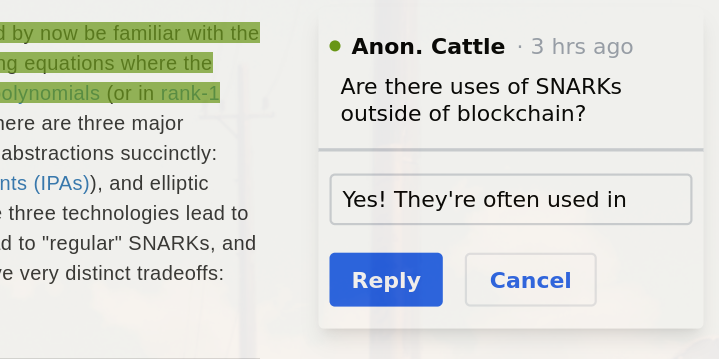 d by now be familiar with the
ng equations where the
olynomials (or in rank-1
here are three major
abstractions succinctly:
nts (IPAs)), and elliptic
e three technologies lead to
ad to "regular" SNARKs, and
ve very distinct tradeoffs:
Anon. Cattle · 3 hrs ago
Are there uses of SNARKs
outside of blockchain?
Yes! They're often used in
Reply Cancel